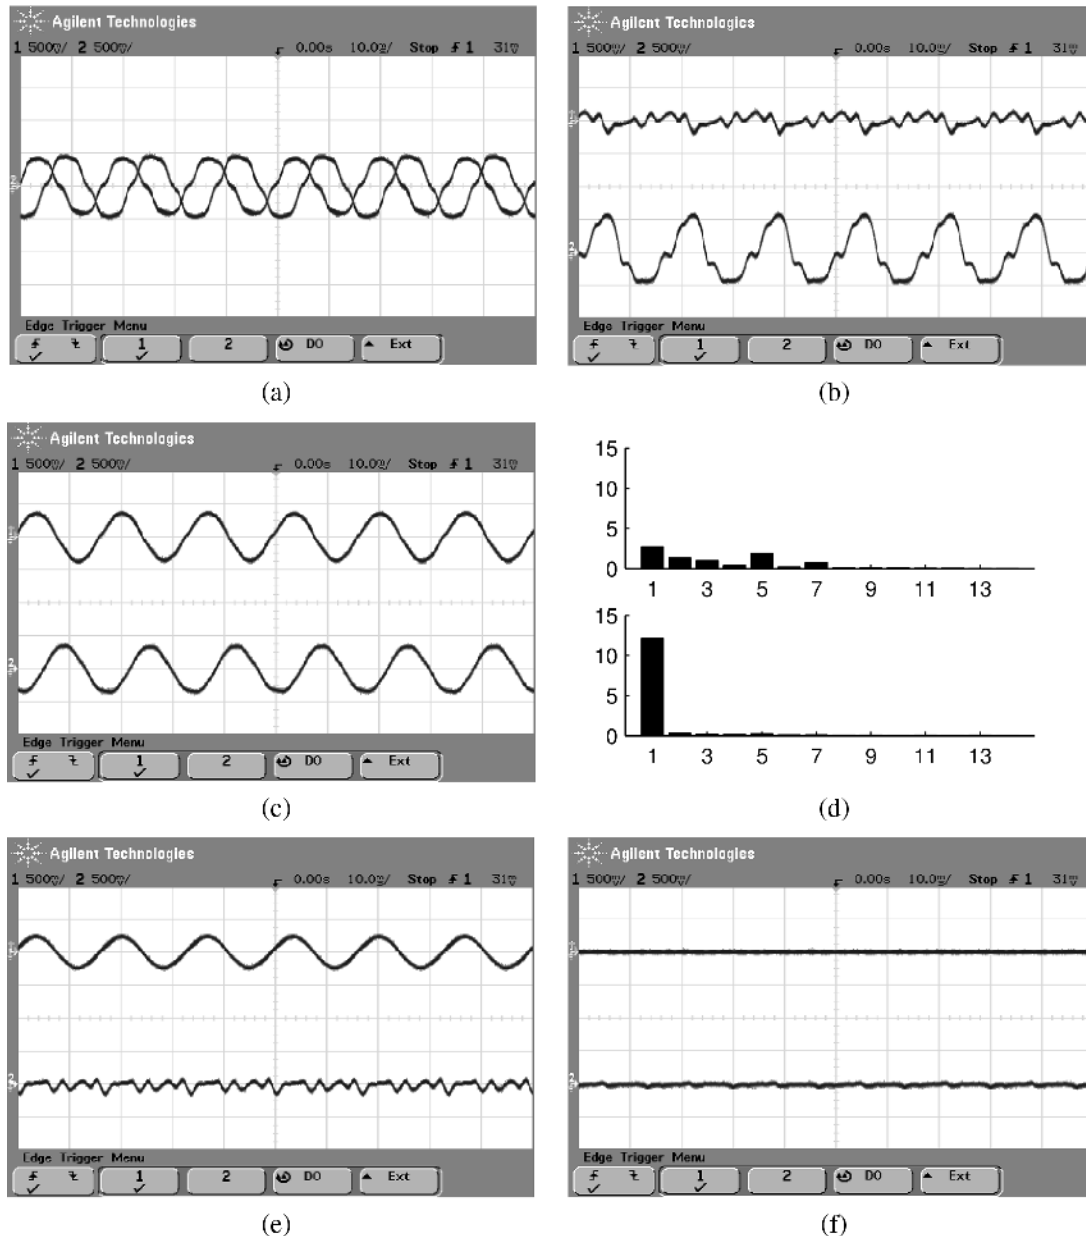 Agilent Technologies
1 500mV/ 2 500mV/ 0.00s 10.0ms/ Stop 1 31mV
Edge Trigger Menu
1 2 D0 Ext
(a)
Agilent Technologies
1 500mV/ 2 500mV/ 0.00s 10.0ms/ Stop 1 31mV
Edge Trigger Menu
1 2 D0 Ext
(b)
Agilent Technologies
1 500mV/ 2 500mV/ 0.00s 10.0ms/ Stop 1 31mV
Edge Trigger Menu
1 2 D0 Ext
(c)
15
10
5
0
1 3 5 7 9 11 13
15
10
5
0
1 3 5 7 9 11 13
(d)
Agilent Technologies
1 500mV/ 2 500mV/ 0.00s 10.0ms/ Stop 1 31mV
Edge Trigger Menu
1 2 D0 Ext
(e)
Agilent Technologies
1 500mV/ 2 500mV/ 0.00s 10.0ms/ Stop 1 31mV
Edge Trigger Menu
1 2 D0 Ext
(f)